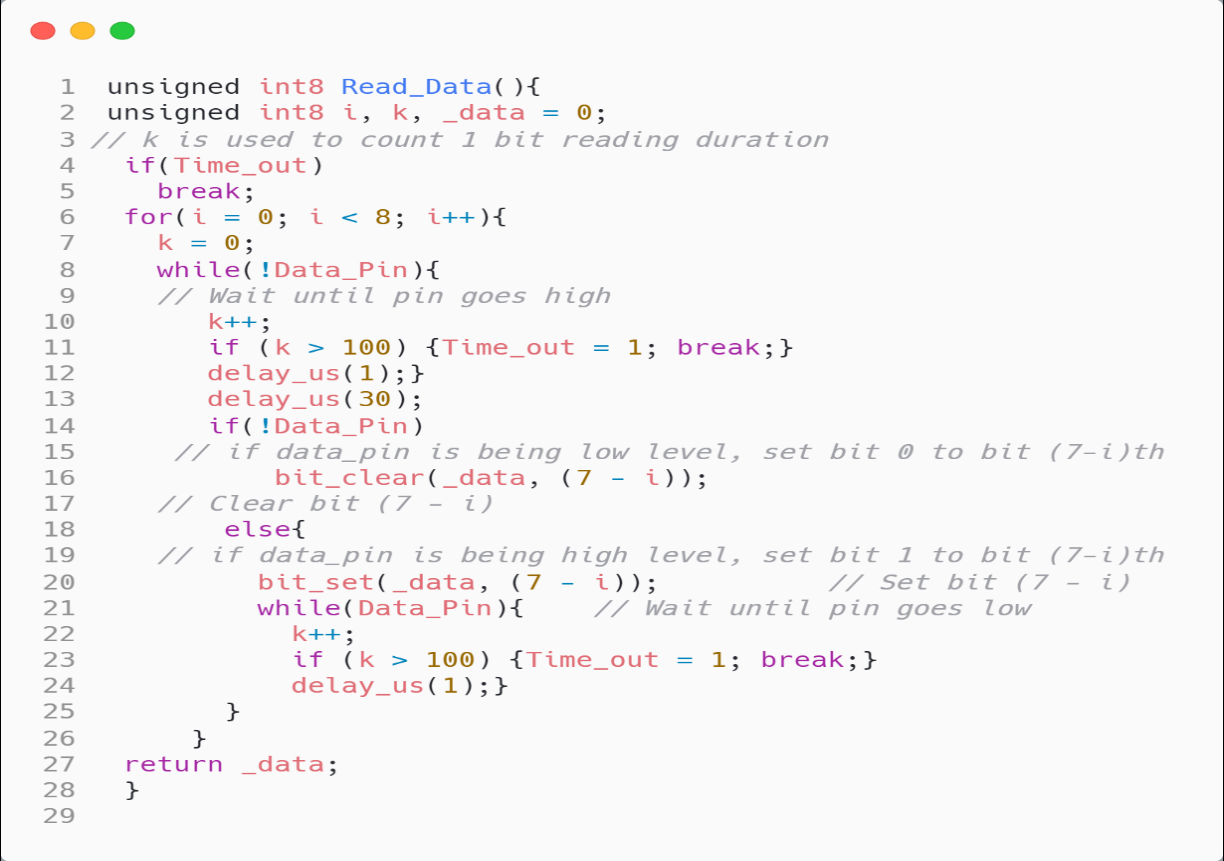 1 unsigned int8 Read_Data(){
2 unsigned int8 i, k, _data = 0;
3 // k is used to count 1 bit reading duration
4 if(Time_out)
5 break;
6 for(i = 0; i < 8; i++){
7 k = 0;
8 while(!Data_Pin){
9 // Wait until pin goes high
10 k++;
11 if (k > 100) {Time_out = 1; break;}
12 delay_us(1);}
13 delay_us(30);
14 if(!Data_Pin)
15 // if data_pin is being low level, set bit 0 to bit (7-i)th
16 bit_clear(_data, (7 - i));
17 // Clear bit (7 - i)
18 else{
19 // if data_pin is being high level, set bit 1 to bit (7-i)th
20 bit_set(_data, (7 - i)); // Set bit (7 - i)
21 while(Data_Pin){ // Wait until pin goes low
22 k++;
23 if (k > 100) {Time_out = 1; break;}
24 delay_us(1);}
25 }
26 }
27 return _data;
28 }
29